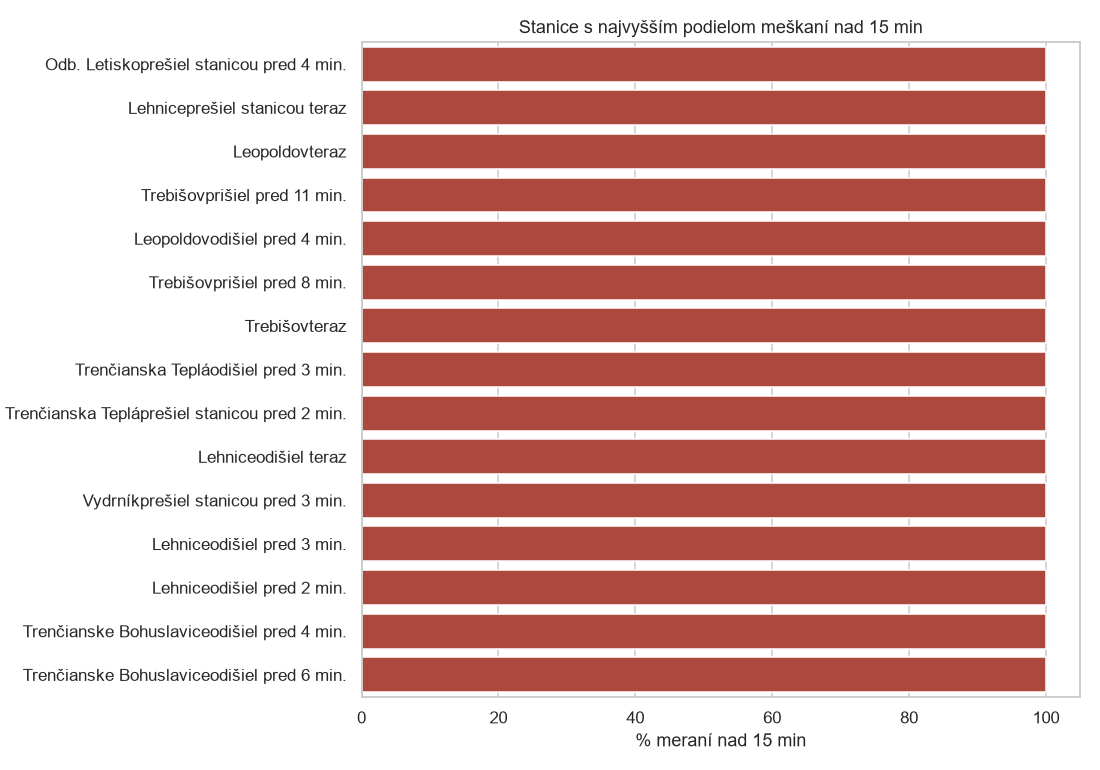 Stanice s najvyšším podielom meškaní nad 15 min
Odb. Letiskoprešiel stanicou pred 4 min.
Lehniceprešiel stanicou teraz
Leopoldovteraz
Trebišovprišiel pred 11 min.
Leopoldovodišiel pred 4 min.
Trebišovprišiel pred 8 min.
Trebišovteraz
Trenčianska Tepláodišiel pred 3 min.
Trenčianska Tepláprešiel stanicou pred 2 min.
Lehniceodišiel teraz
Vydrníkprešiel stanicou pred 3 min.
Lehniceodišiel pred 3 min.
Lehniceodišiel pred 2 min.
Trenčianske Bohuslaviceodišiel pred 4 min.
Trenčianske Bohuslaviceodišiel pred 6 min.
0 20 40 60 80 100
% meraní nad 15 min